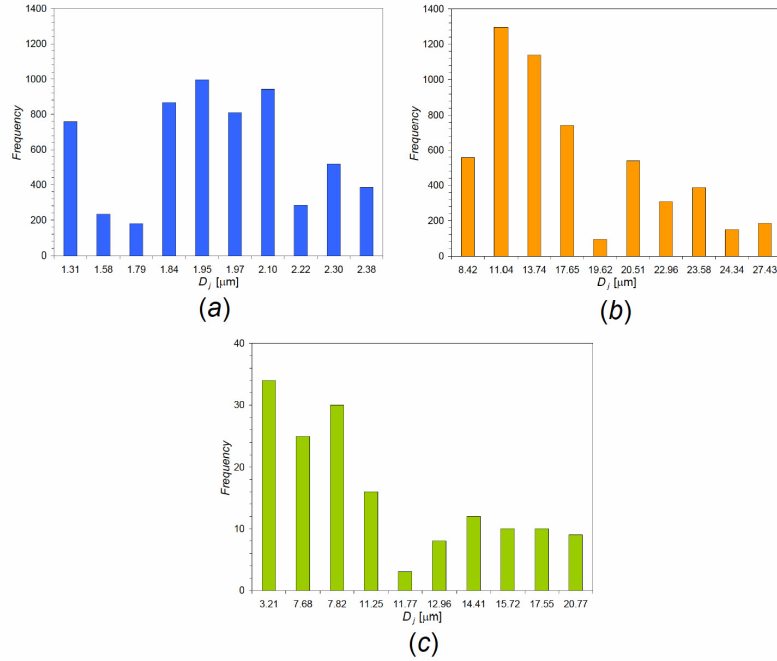 1400
1200
1000
800
600
400
200
0
Frequency
1.31 1.58 1.79 1.84 1.95 1.97 2.10 2.22 2.30 2.38
D j [μm]
(a)
1400
1200
1000
800
600
400
200
0
Frequency
8.42 11.04 13.74 17.65 19.62 20.51 22.96 23.58 24.34 27.43
D j [μm]
(b)
40
30
20
10
0
Frequency
3.21 7.68 7.82 11.25 11.77 12.96 14.41 15.72 17.55 20.77
D j [μm]
(c)